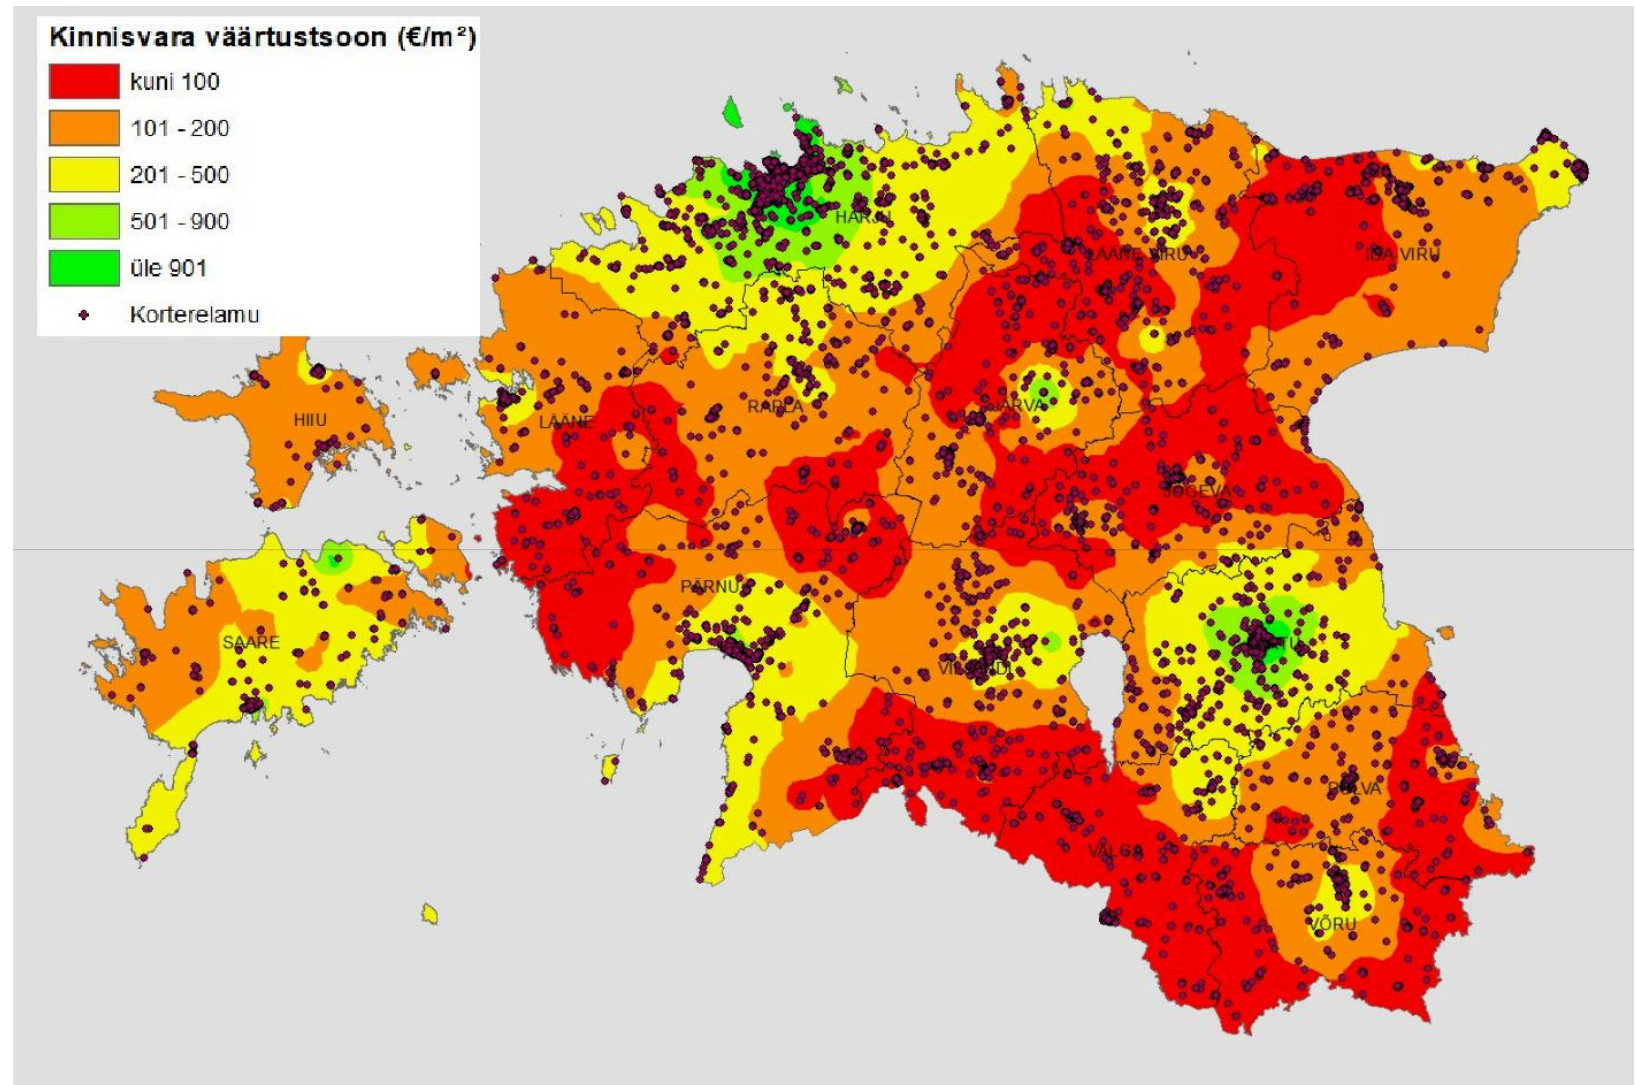 Kinnisvara väärtustsoon (€/m²)
kuni 100
101 - 200
201 - 500
501 - 900
üle 901
Korterelamu
HARJU
LÄÄNE-VIRU
IDA-VIRU
HIIU
LÄÄNE
RAPLA
JÄRVA
JÕGEVA
PÄRNU
SAARE
VILJANDI
TARTU
PÕLVA
VALGA
VÕRU